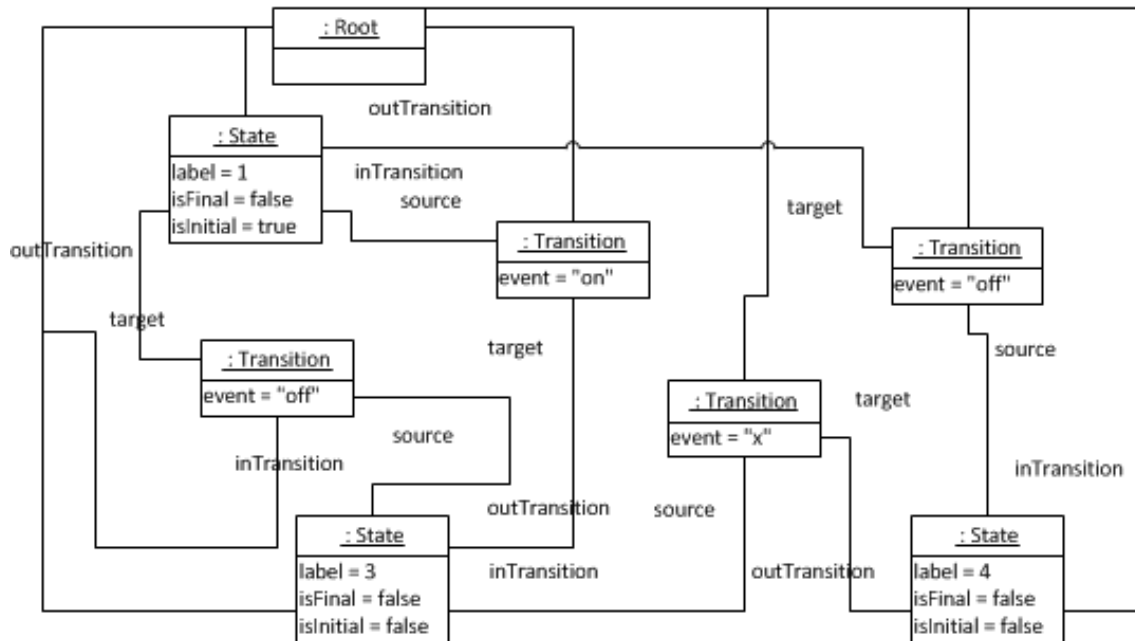 : Root
outTransition
: State
label = 1
isFinal = false
isInitial = true
inTransition
source
target
: Transition
event = "on"
: Transition
event = "off"
outTransition
target
target
source
: Transition
event = "off"
: Transition
event = "x"
target
source
inTransition
inTransition
outTransition
source
: State
label = 3
isFinal = false
isInitial = false
inTransition
outTransition
: State
label = 4
isFinal = false
isInitial = false